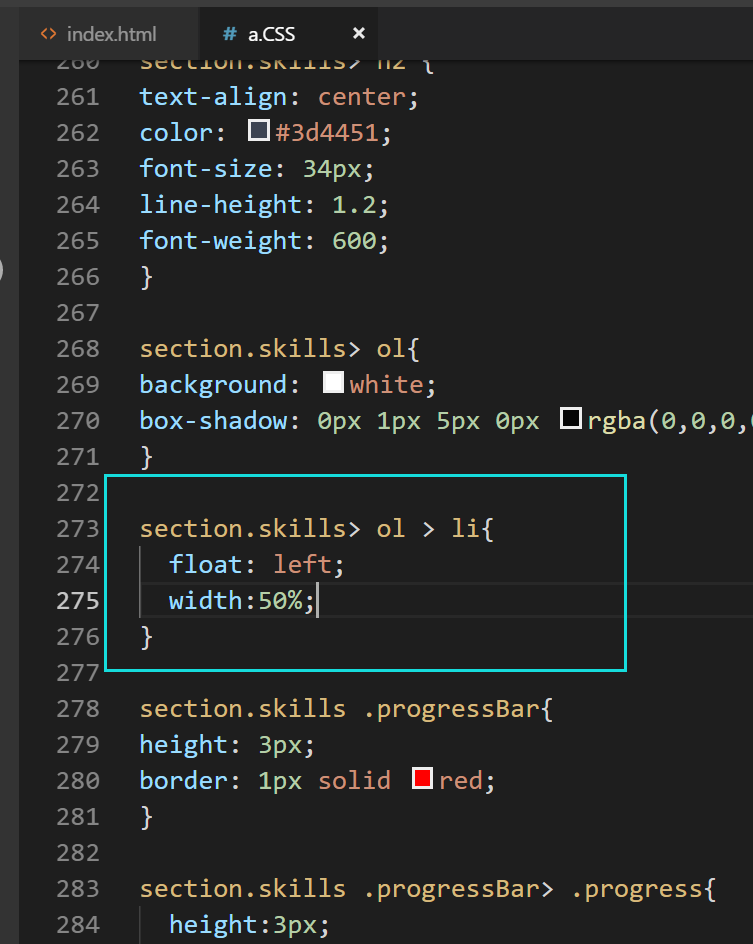 index.html
# a.CSS ×
260 section.skills> h2 {
261 text-align: center;
262 color: #3d4451;
263 font-size: 34px;
264 line-height: 1.2;
265 font-weight: 600;
266 }
267
268 section.skills> ol{
269 background: white;
270 box-shadow: 0px 1px 5px 0px rgba(0,0,0,
271 }
272
273 section.skills> ol > li{
274 float: left;
275 width:50%;
276 }
277
278 section.skills .progressBar{
279 height: 3px;
280 border: 1px solid red;
281 }
282
283 section.skills .progressBar> .progress{
284 height:3px;